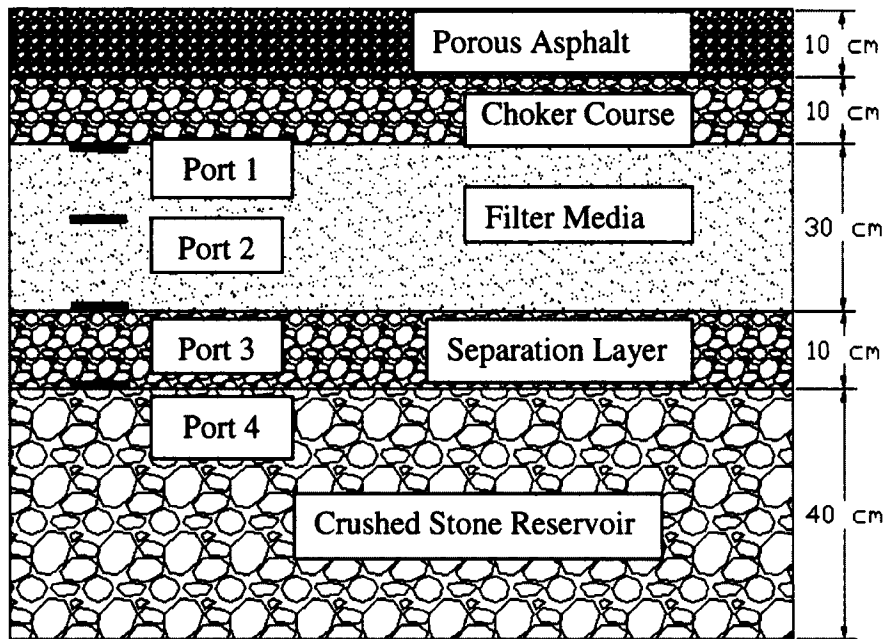 Porous Asphalt
10 cm
Choker Course
10 cm
Port 1
Filter Media
30 cm
Port 2
Port 3
Separation Layer
10 cm
Port 4
Crushed Stone Reservoir
40 cm